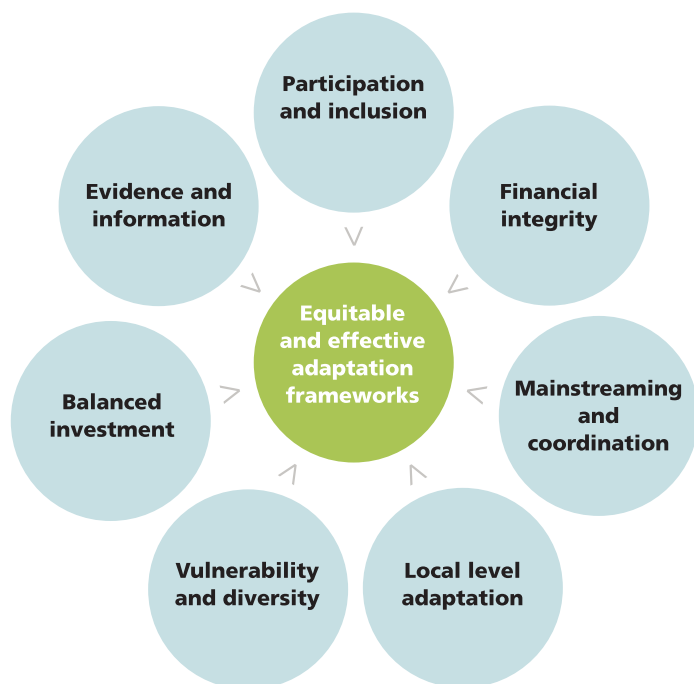 Participation
and inclusion
Evidence and
information
Financial
integrity
Equitable
and effective
adaptation
frameworks
Balanced
investment
Mainstreaming
and
coordination
Vulnerability
and diversity
Local level
adaptation